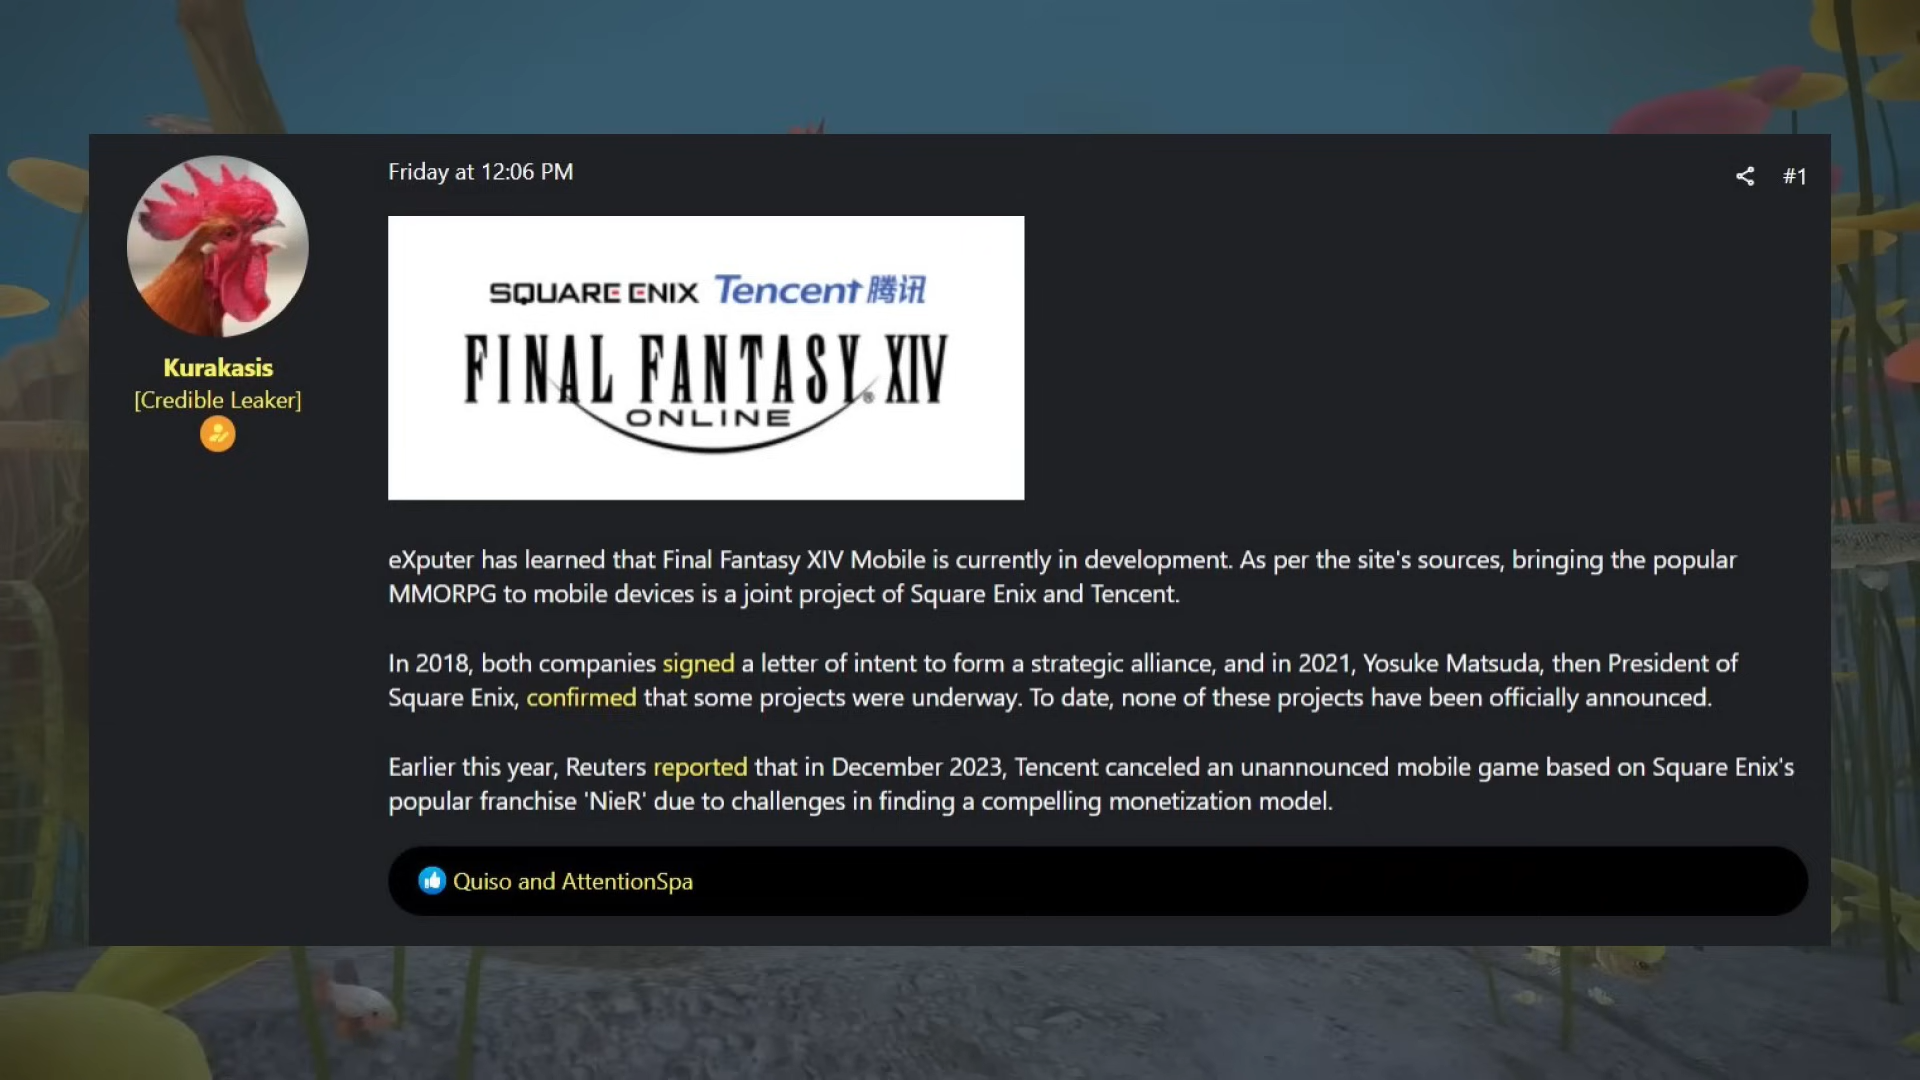 Friday at 12:06 PM
#1
SQUARE ENIX Tencent 腾讯
FINAL FANTASY® XIV
ONLINE
Kurakasis
[Credible Leaker]
eXputer has learned that Final Fantasy XIV Mobile is currently in development. As per the site's sources, bringing the popular
MMORPG to mobile devices is a joint project of Square Enix and Tencent.
In 2018, both companies signed a letter of intent to form a strategic alliance, and in 2021, Yosuke Matsuda, then President of
Square Enix, confirmed that some projects were underway. To date, none of these projects have been officially announced.
Earlier this year, Reuters reported that in December 2023, Tencent canceled an unannounced mobile game based on Square Enix's
popular franchise 'NieR' due to challenges in finding a compelling monetization model.
Quiso and AttentionSpa